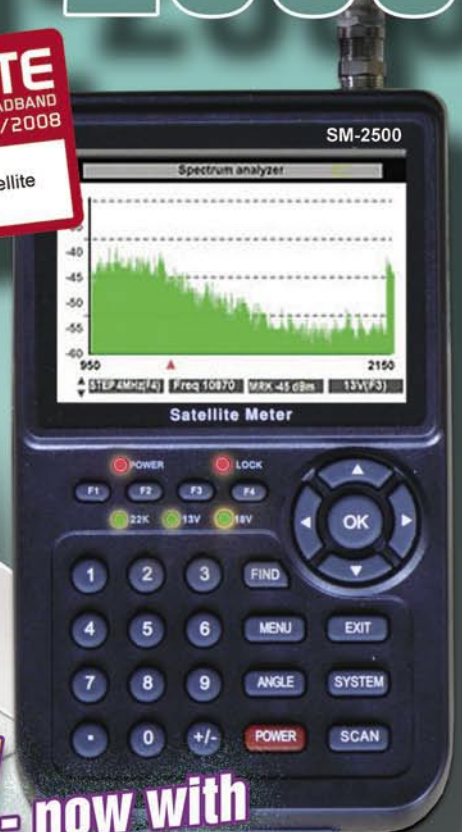 TE
ADBAND
/2008
ellite
SM-2500
Spectrum analyzer
-40
-45
-50
-55
-60
950
2150
STEP.4MHz(F4) Freq 10870 MRK -45 dBm 13V(F3)
Satellite Meter
POWER LOCK
F1 F2 F3 F4
22K 13V 18V
1 2 3 FIND
OK
4 5 6 MENU EXIT
7 8 9 ANGLE SYSTEM
. 0 +/- POWER SCAN
- now with